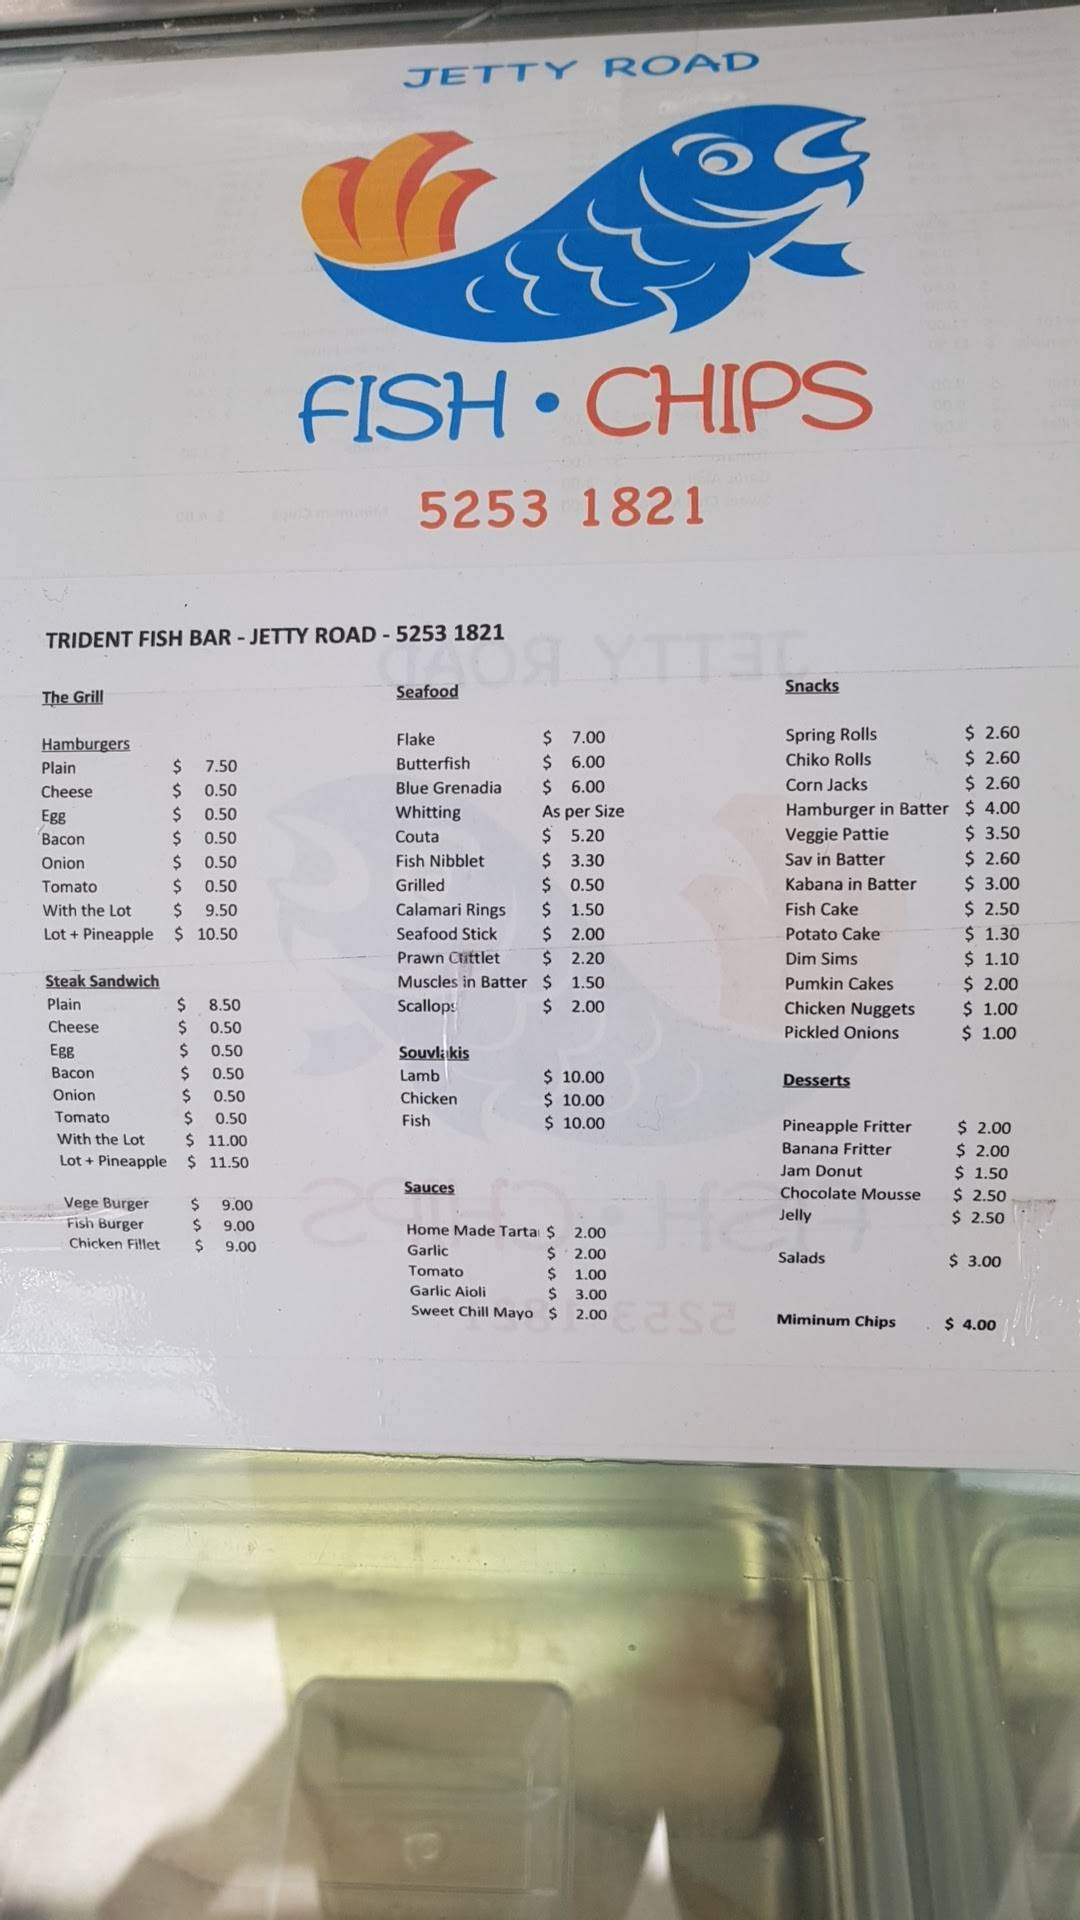 JETTY ROAD
FISH • CHIPS
5253 1821
TRIDENT FISH BAR - JETTY ROAD - 5253 1821
The Grill
Hamburgers
Plain $ 7.50
Cheese $ 0.50
Egg $ 0.50
Bacon $ 0.50
Onion $ 0.50
Tomato $ 0.50
With the Lot $ 9.50
Lot + Pineapple $ 10.50
Steak Sandwich
Plain $ 8.50
Cheese $ 0.50
Egg $ 0.50
Bacon $ 0.50
Onion $ 0.50
Tomato $ 0.50
With the Lot $ 11.00
Lot + Pineapple $ 11.50
Vege Burger $ 9.00
Fish Burger $ 9.00
Chicken Fillet $ 9.00
Seafood
Flake $ 7.00
Butterfish $ 6.00
Blue Grenadia $ 6.00
Whitting As per Size
Couta $ 5.20
Fish Nibblet $ 3.30
Grilled $ 0.50
Calamari Rings $ 1.50
Seafood Stick $ 2.00
Prawn Cuttlet $ 2.20
Muscles in Batter $ 1.50
Scallops $ 2.00
Souvlakis
Lamb $ 10.00
Chicken $ 10.00
Fish $ 10.00
Sauces
Home Made Tarta $ 2.00
Garlic $ 2.00
Tomato $ 1.00
Garlic Aioli $ 3.00
Sweet Chill Mayo $ 2.00
Snacks
Spring Rolls $ 2.60
Chiko Rolls $ 2.60
Corn Jacks $ 2.60
Hamburger in Batter $ 4.00
Veggie Pattie $ 3.50
Sav in Batter $ 2.60
Kabana in Batter $ 3.00
Fish Cake $ 2.50
Potato Cake $ 1.30
Dim Sims $ 1.10
Pumkin Cakes $ 2.00
Chicken Nuggets $ 1.00
Pickled Onions $ 1.00
Desserts
Pineapple Fritter $ 2.00
Banana Fritter $ 2.00
Jam Donut $ 1.50
Chocolate Mousse $ 2.50
Jelly $ 2.50
Salads $ 3.00
Miminum Chips $ 4.00